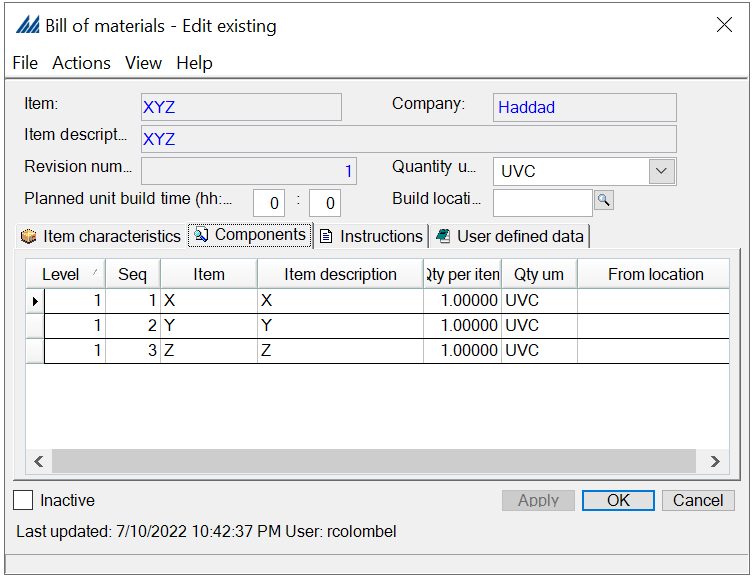 Bill of materials - Edit existing
File Actions View Help
Item: XYZ Company: Haddad
Item descript... XYZ
Revision num... 1 Quantity u... UVC
Planned unit build time (hh:... 0 : 0 Build locati...
Item characteristics Components Instructions User defined data
Level Seq Item Item description Qty per item Qty um From location
1 1 X X 1.00000 UVC
1 2 Y Y 1.00000 UVC
1 3 Z Z 1.00000 UVC
Inactive Apply OK Cancel
Last updated: 7/10/2022 10:42:37 PM User: rcolombel